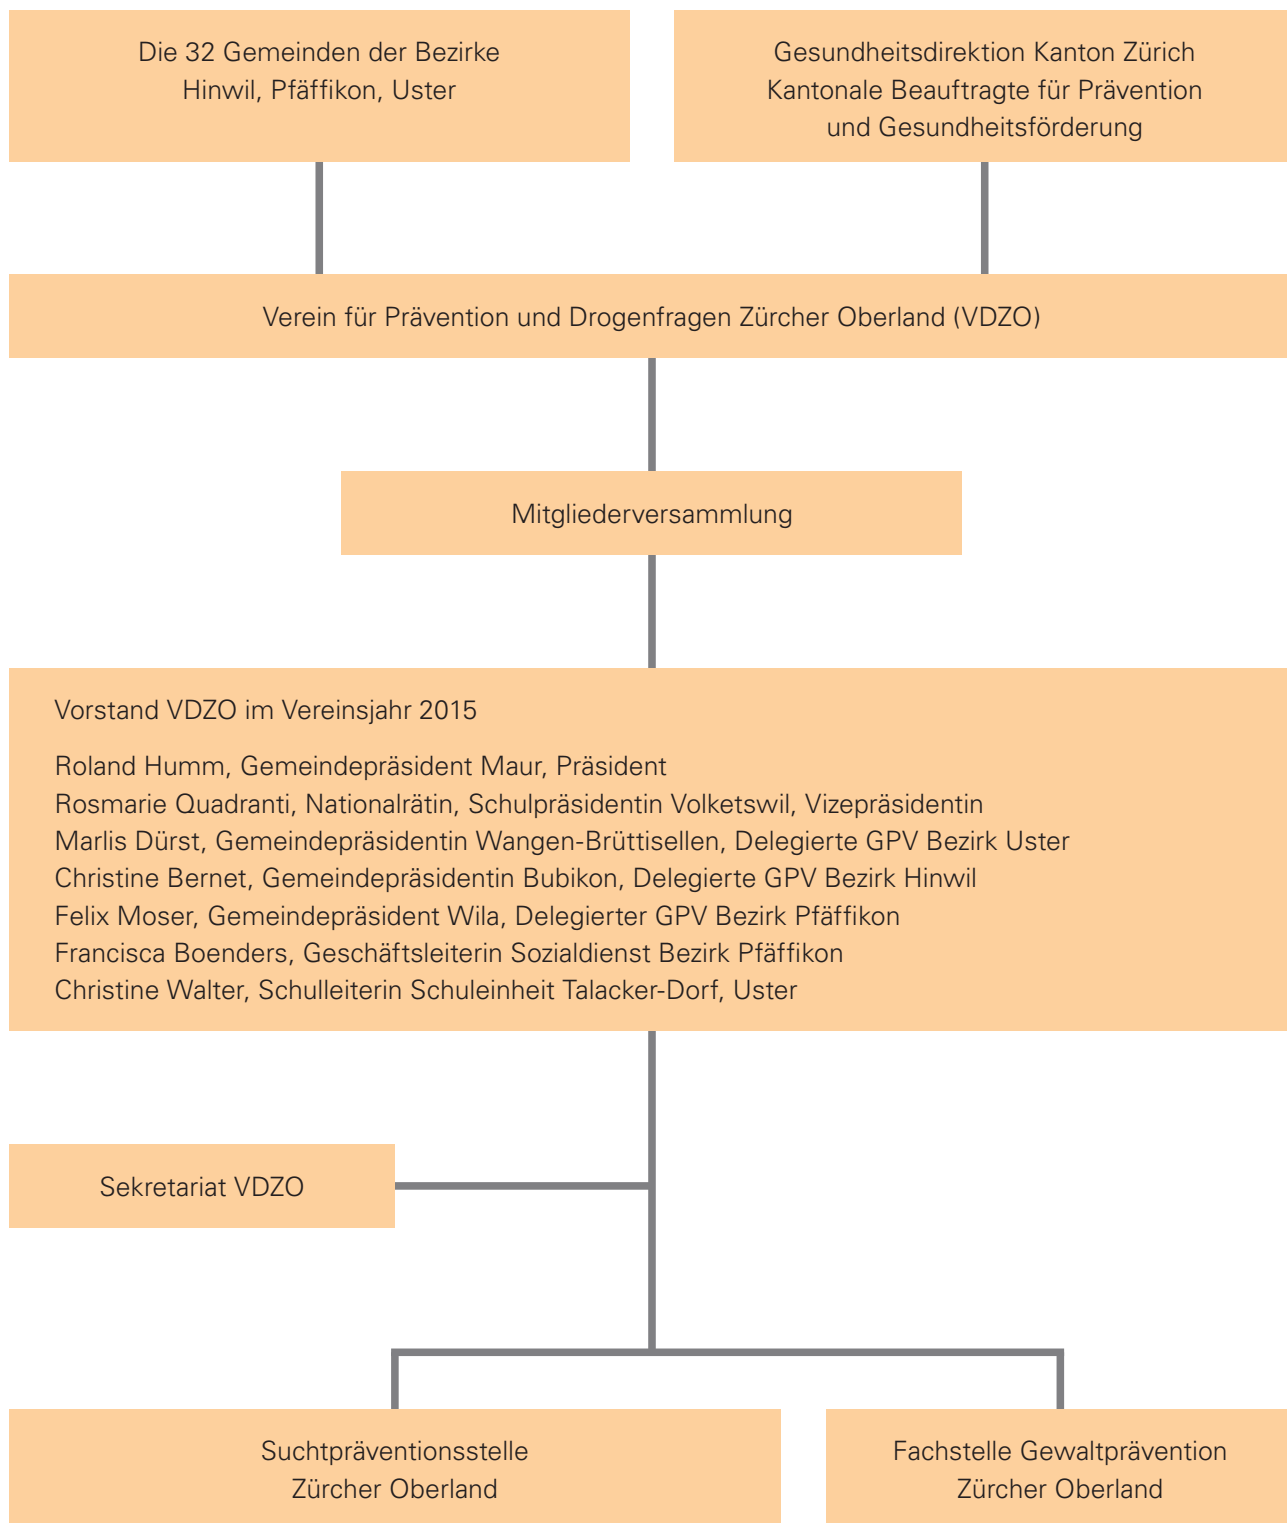 Die 32 Gemeinden der Bezirke
Hinwil, Pfäffikon, Uster
Gesundheitsdirektion Kanton Zürich
Kantonale Beauftragte für Prävention
und Gesundheitsförderung
Verein für Prävention und Drogenfragen Zürcher Oberland (VDZO)
Mitgliederversammlung
Vorstand VDZO im Vereinsjahr 2015
Roland Humm, Gemeindepräsident Maur, Präsident
Rosmarie Quadranti, Nationalrätin, Schulpräsidentin Volketswil, Vizepräsidentin
Marlis Dürst, Gemeindepräsidentin Wangen-Brüttisellen, Delegierte GPV Bezirk Uster
Christine Bernet, Gemeindepräsidentin Bubikon, Delegierte GPV Bezirk Hinwil
Felix Moser, Gemeindepräsident Wila, Delegierter GPV Bezirk Pfäffikon
Francisca Boenders, Geschäftsleiterin Sozialdienst Bezirk Pfäffikon
Christine Walter, Schulleiterin Schuleinheit Talacker-Dorf, Uster
Sekretariat VDZO
Suchtpräventionsstelle
Zürcher Oberland
Fachstelle Gewaltprävention
Zürcher Oberland